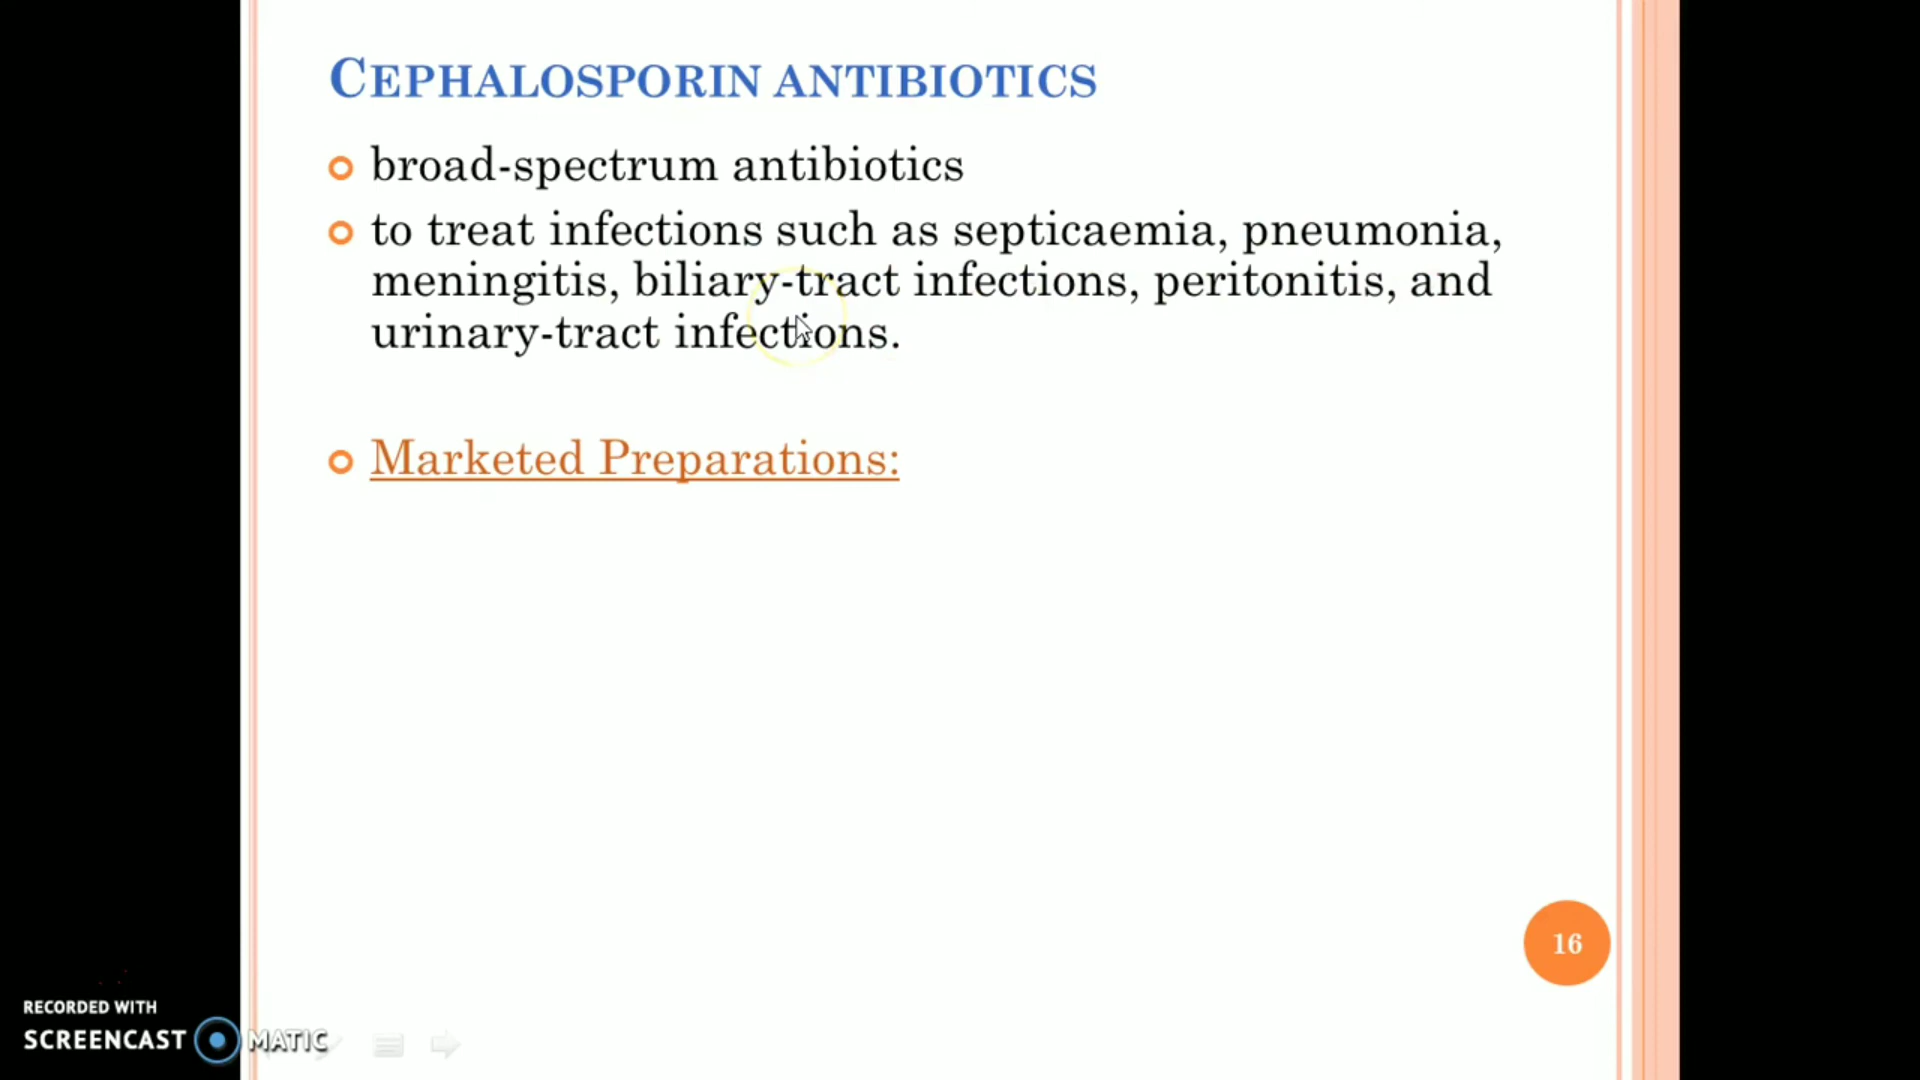 CEPHALOSPORIN ANTIBIOTICS
broad-spectrum antibiotics
to treat infections such as septicaemia, pneumonia,
meningitis, biliary-tract infections, peritonitis, and
urinary-tract infections.
Marketed Preparations:
16
RECORDED WITH
SCREENCAST MATIC